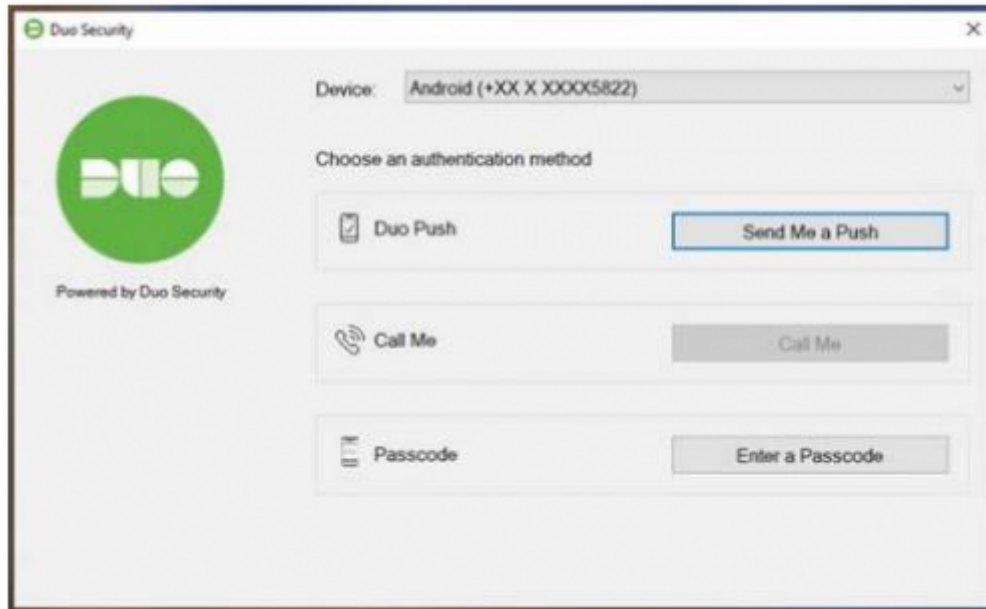 Duo Security
Device: Android (+XX X XXXX5822)
DUO
Choose an authentication method
Duo Push Send Me a Push
Powered by Duo Security
Call Me Call Me
Passcode Enter a Passcode